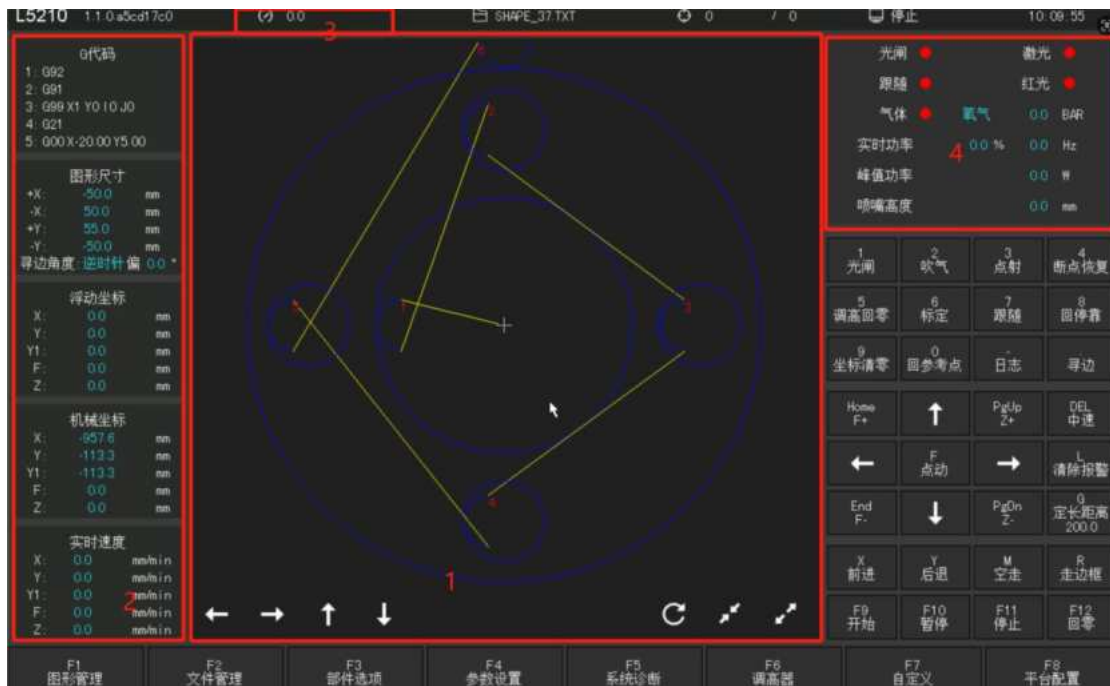 L5210 1.1.0.a5cd17c0 0.0 SHAPE_37.TXT 0 / 0 停止 10:09:55
3
G代码
1: G92
2: G91
3: G99 X1 Y0 I0 J0
4: G21
5: G00 X-20.00 Y5.00
图形尺寸
+X: -50.0 mm
-X: 50.0 mm
+Y: 55.0 mm
-Y: -50.0 mm
寻边角度: 逆时针 偏 0.0 °
浮动坐标
X: 0.0 mm
Y: 0.0 mm
Y1: 0.0 mm
F: 0.0 mm
Z: 0.0 mm
机械坐标
X: -957.6 mm
Y: -113.3 mm
Y1: -113.3 mm
F: 0.0 mm
Z: 0.0 mm
实时速度
X: 0.0 mm/min
Y: 0.0 mm/min
Y1: 0.0 mm/min
F: 0.0 mm/min
Z: 0.0 mm/min
2
1
3
4
1
光闸 激光
跟随 红光
气体 氧气 0.0 BAR
实时功率 0.0 % 0.0 Hz
峰值功率 0.0 W
喷嘴高度 0.0 mm
4
1 2 3 4
光闸 吹气 点射 断点恢复
5 6 7 8
调高回零 标定 跟随 回停靠
9 0 -
坐标清零 回参考点 日志 寻边
Home PgUp DEL
F+ Z+ 中速
F L
点动 清除报警
End PgDn G
F- Z- 定长距离
200.0
X Y M R
前进 后退 空走 走边框
F9 F10 F11 F12
开始 暂停 停止 回零
F1 F2 F3 F4 F5 F6 F7 F8
图形管理 文件管理 部件选项 参数设置 系统诊断 调高器 自定义 平台配置